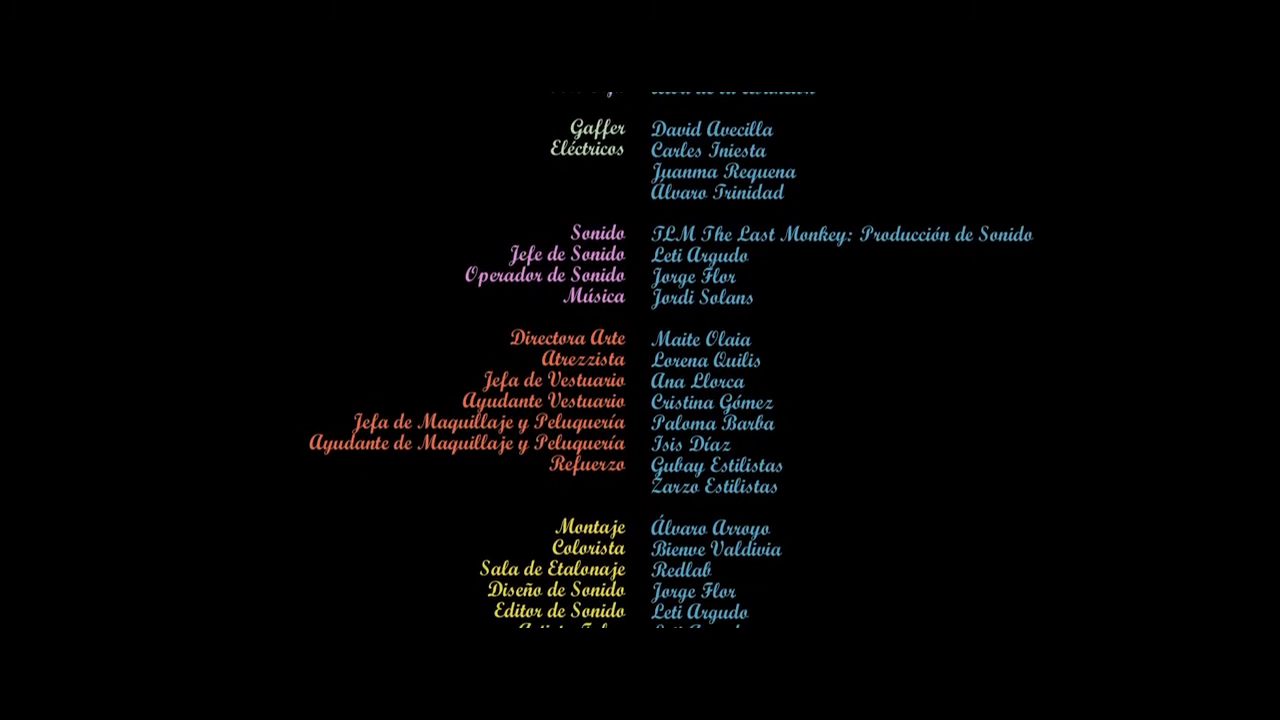 Gaffer David Avecilla
Eléctricos Carles Iniesta
Juanma Requena
Álvaro Trinidad
Sonido TLM The Last Monkey: Producción de Sonido
Jefe de Sonido Leti Argudo
Operador de Sonido Jorge Flor
Música Jordi Solans
Directora Arte Maite Olaia
Atrezzista Lorena Quilis
Jefa de Vestuario Ana Llorca
Ayudante Vestuario Cristina Gómez
Jefa de Maquillaje y Peluquería Paloma Barba
Ayudante de Maquillaje y Peluquería Isis Díaz
Refuerzo Gubay Estilistas
Zarzo Estilistas
Montaje Álvaro Arroyo
Colorista Bienve Valdivia
Sala de Etalonaje Redlab
Diseño de Sonido Jorge Flor
Editor de Sonido Leti Argudo